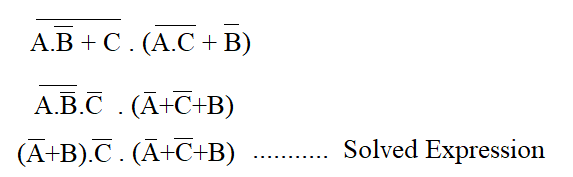 A̅.̅B̿ ̅+̅ ̅C̅ . (A̅.̅C̅ + B̅)
A̅.̅B̿.C̅ . (A̅+C̅+B)
(A̅+B).C̅ . (A̅+C̅+B) ........... Solved Expression